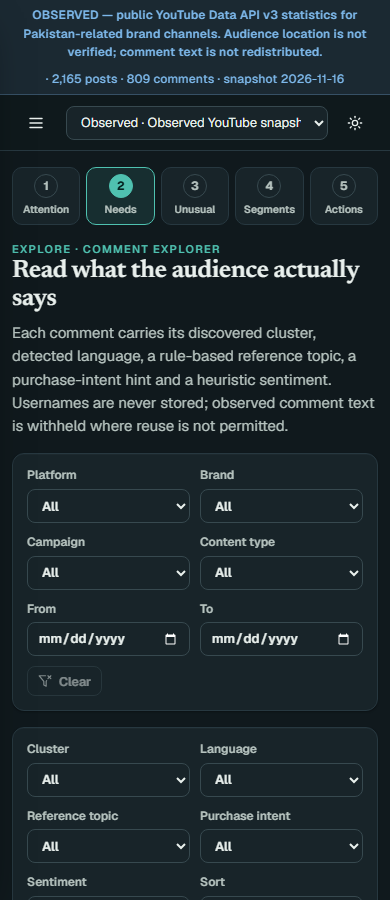 OBSERVED — public YouTube Data API v3 statistics for
Pakistan-related brand channels. Audience location is not
verified; comment text is not redistributed.
· 2,165 posts · 809 comments · snapshot 2026-11-16
Observed · Observed YouTube snapsh
1 2 3 4 5
Attention Needs Unusual Segments Actions
EXPLORE · COMMENT EXPLORER
Read what the audience actually
says
Each comment carries its discovered cluster,
detected language, a rule-based reference topic, a
purchase-intent hint and a heuristic sentiment.
Usernames are never stored; observed comment text
is withheld where reuse is not permitted.
Platform Brand
All All
Campaign Content type
All All
From To
mm/dd/yyyy mm/dd/yyyy
Clear
Cluster Language
All All
Reference topic Purchase intent
All All
Sentiment Sort